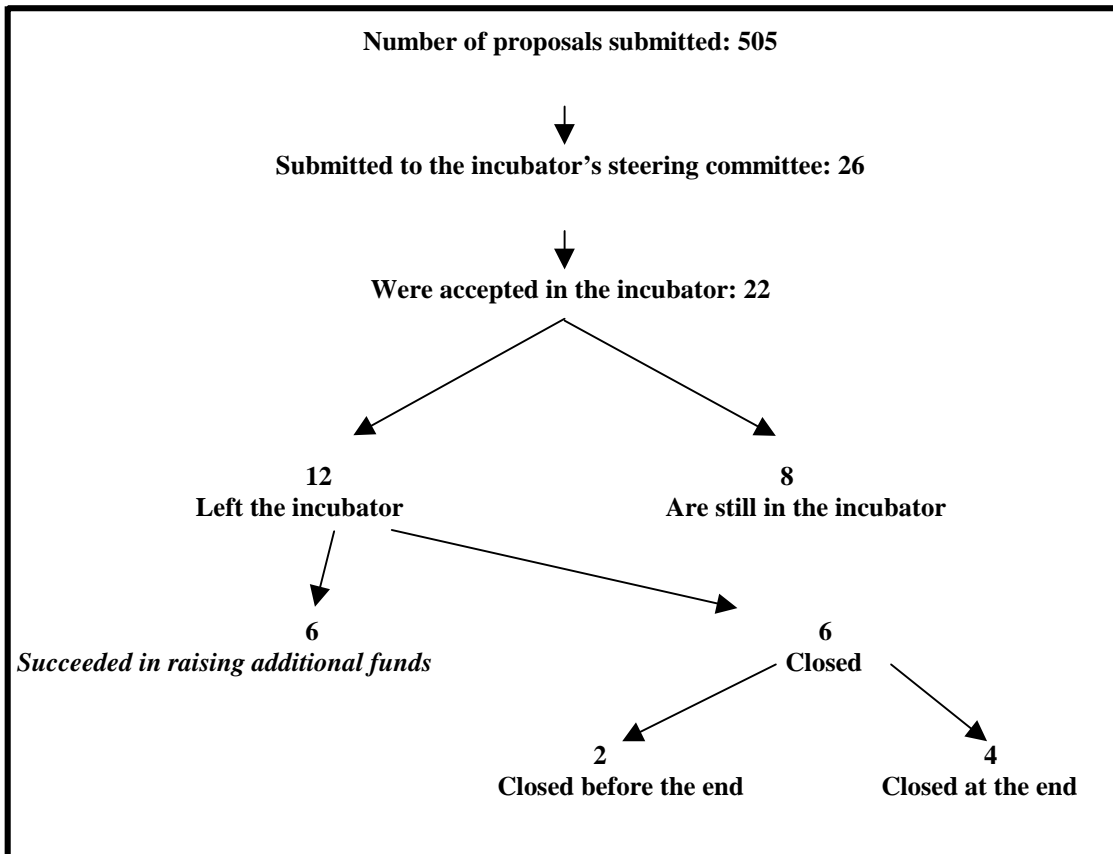 Number of proposals submitted: 505
Submitted to the incubator’s steering committee: 26
Were accepted in the incubator: 22
12
Left the incubator
8
Are still in the incubator
6
Succeeded in raising additional funds
6
Closed
2
Closed before the end
4
Closed at the end